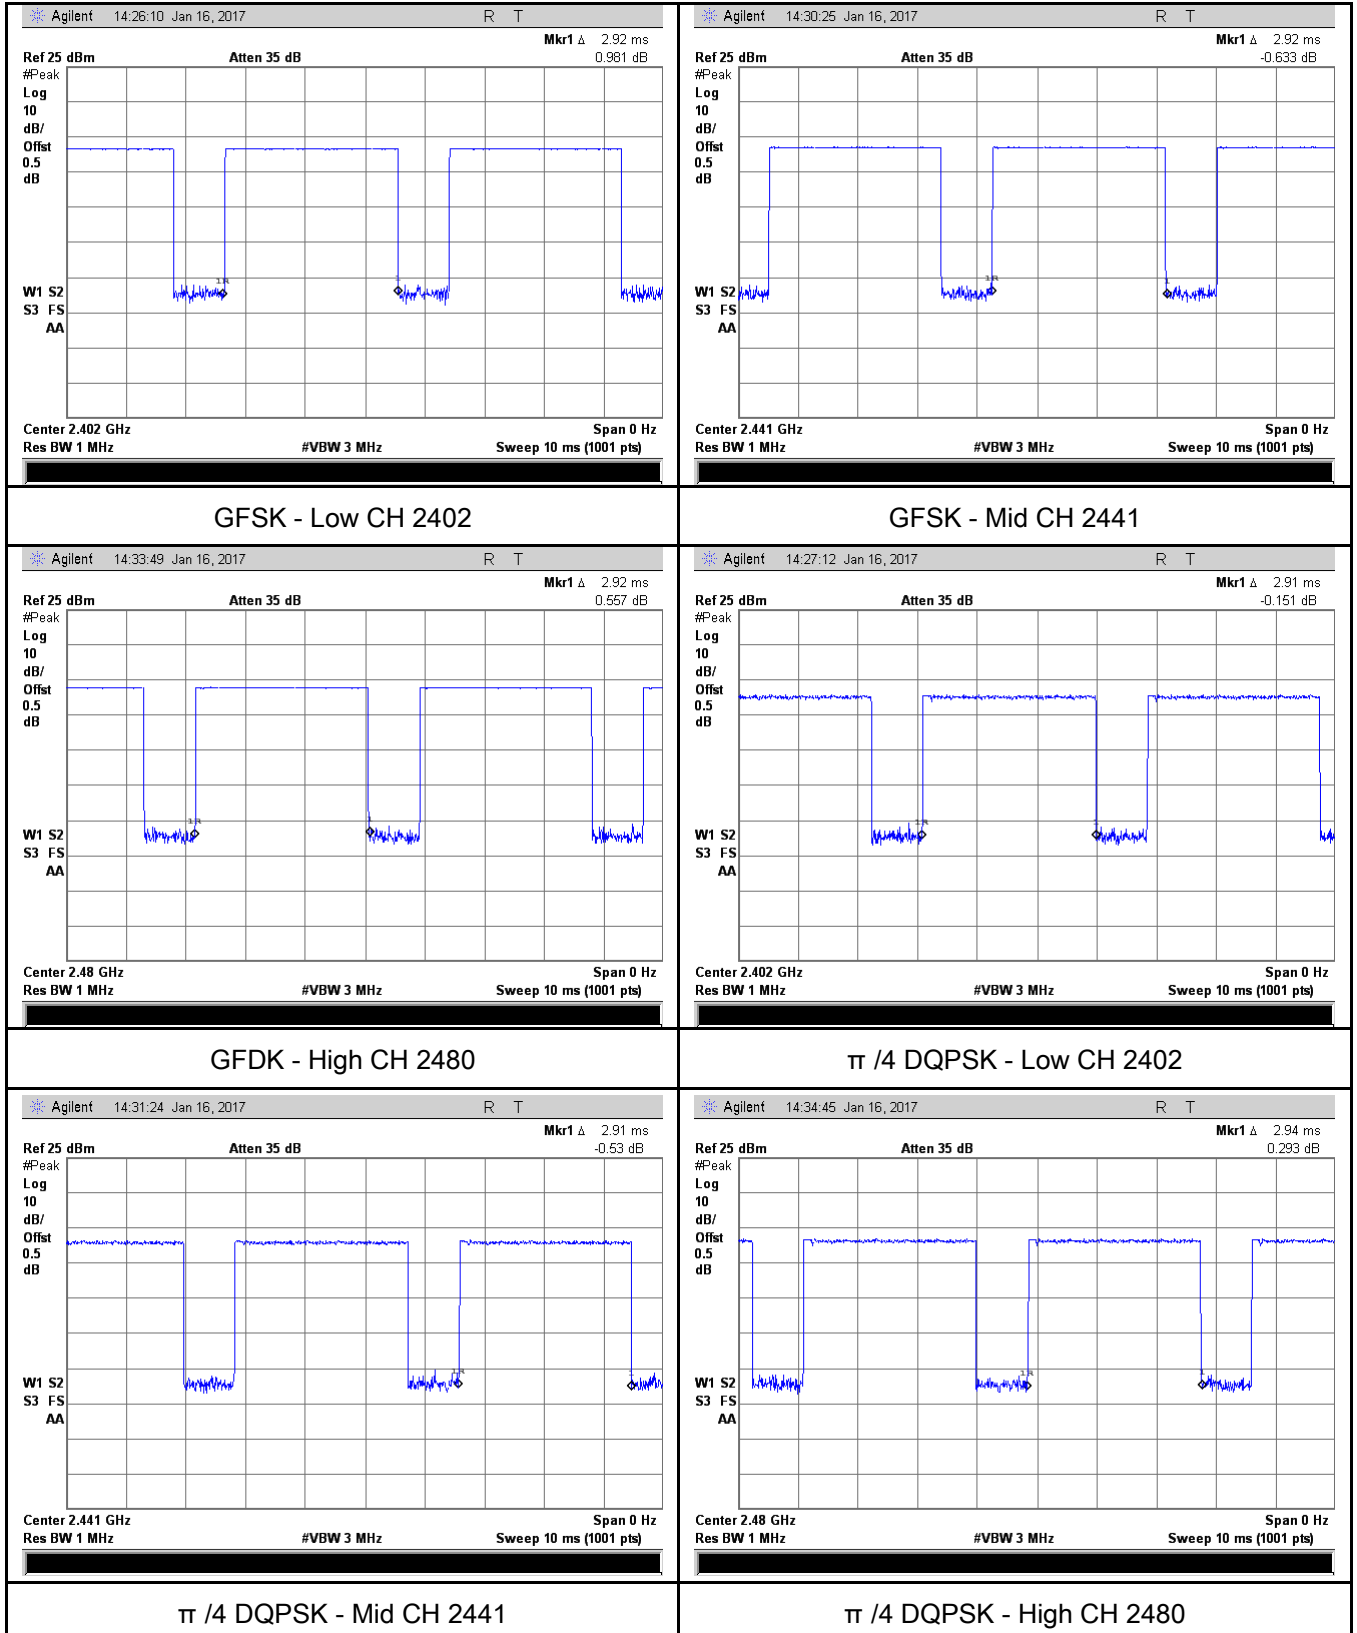 Agilent 14:26:10 Jan 16, 2017 R T
Mkr1 Δ 2.92 ms
Ref 25 dBm Atten 35 dB 0.981 dB
#Peak
Log
10
dB/
Offst
0.5
dB
1R
1
W1 S2
S3 FS
AA
Center 2.402 GHz Span 0 Hz
Res BW 1 MHz #VBW 3 MHz Sweep 10 ms (1001 pts)
GFSK - Low CH 2402
Agilent 14:30:25 Jan 16, 2017 R T
Mkr1 Δ 2.92 ms
Ref 25 dBm Atten 35 dB -0.633 dB
#Peak
Log
10
dB/
Offst
0.5
dB
1R
1
W1 S2
S3 FS
AA
Center 2.441 GHz Span 0 Hz
Res BW 1 MHz #VBW 3 MHz Sweep 10 ms (1001 pts)
GFSK - Mid CH 2441
Agilent 14:33:49 Jan 16, 2017 R T
Mkr1 Δ 2.92 ms
Ref 25 dBm Atten 35 dB 0.557 dB
#Peak
Log
10
dB/
Offst
0.5
dB
1R
1
W1 S2
S3 FS
AA
Center 2.48 GHz Span 0 Hz
Res BW 1 MHz #VBW 3 MHz Sweep 10 ms (1001 pts)
GFDK - High CH 2480
Agilent 14:27:12 Jan 16, 2017 R T
Mkr1 Δ 2.91 ms
Ref 25 dBm Atten 35 dB -0.151 dB
#Peak
Log
10
dB/
Offst
0.5
dB
1R
1
W1 S2
S3 FS
AA
Center 2.402 GHz Span 0 Hz
Res BW 1 MHz #VBW 3 MHz Sweep 10 ms (1001 pts)
π /4 DQPSK - Low CH 2402
Agilent 14:31:24 Jan 16, 2017 R T
Mkr1 Δ 2.91 ms
Ref 25 dBm Atten 35 dB -0.53 dB
#Peak
Log
10
dB/
Offst
0.5
dB
1R
1
W1 S2
S3 FS
AA
Center 2.441 GHz Span 0 Hz
Res BW 1 MHz #VBW 3 MHz Sweep 10 ms (1001 pts)
π /4 DQPSK - Mid CH 2441
Agilent 14:34:45 Jan 16, 2017 R T
Mkr1 Δ 2.94 ms
Ref 25 dBm Atten 35 dB 0.293 dB
#Peak
Log
10
dB/
Offst
0.5
dB
1R
1
W1 S2
S3 FS
AA
Center 2.48 GHz Span 0 Hz
Res BW 1 MHz #VBW 3 MHz Sweep 10 ms (1001 pts)
π /4 DQPSK - High CH 2480